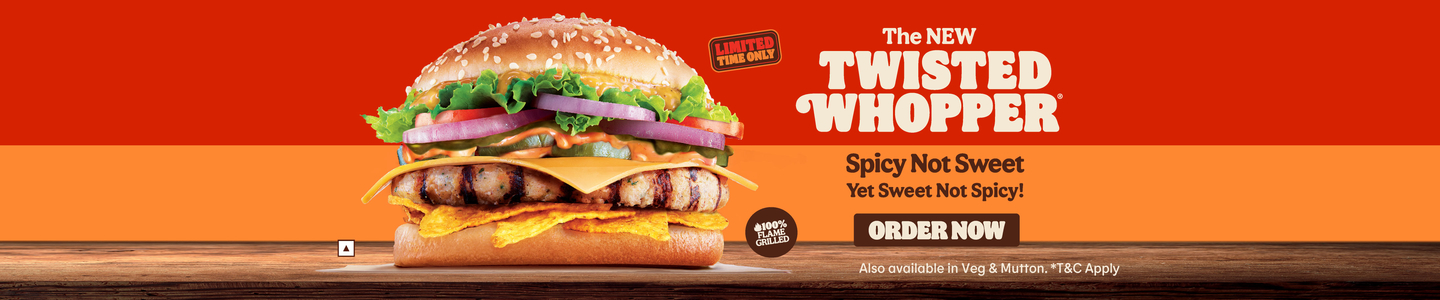 LIMITED
TIME ONLY
The NEW
TWISTED
WHOPPER®
Spicy Not Sweet
Yet Sweet Not Spicy!
100%
FLAME
GRILLED
ORDER NOW
Also available in Veg & Mutton. *T&C Apply